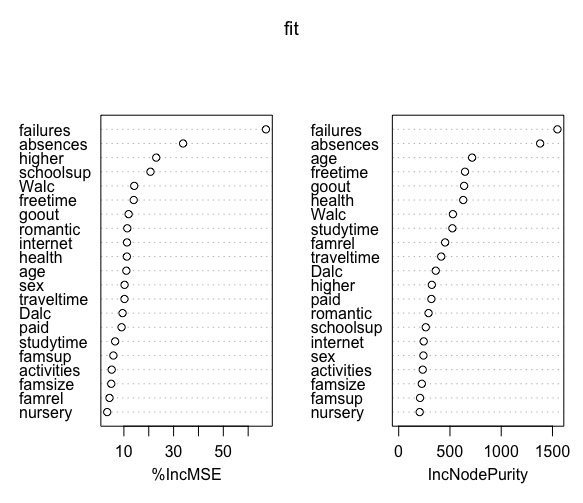 fit
failures
absences
higher
schoolsup
Walc
freetime
goout
romantic
internet
health
age
sex
traveltime
Dalc
paid
studytime
famsup
activities
famsize
famrel
nursery
10 30 50
%IncMSE
failures
absences
age
freetime
goout
health
Walc
studytime
famrel
traveltime
Dalc
higher
paid
romantic
schoolsup
internet
sex
activities
famsize
famsup
nursery
0 500 1000 1500
IncNodePurity